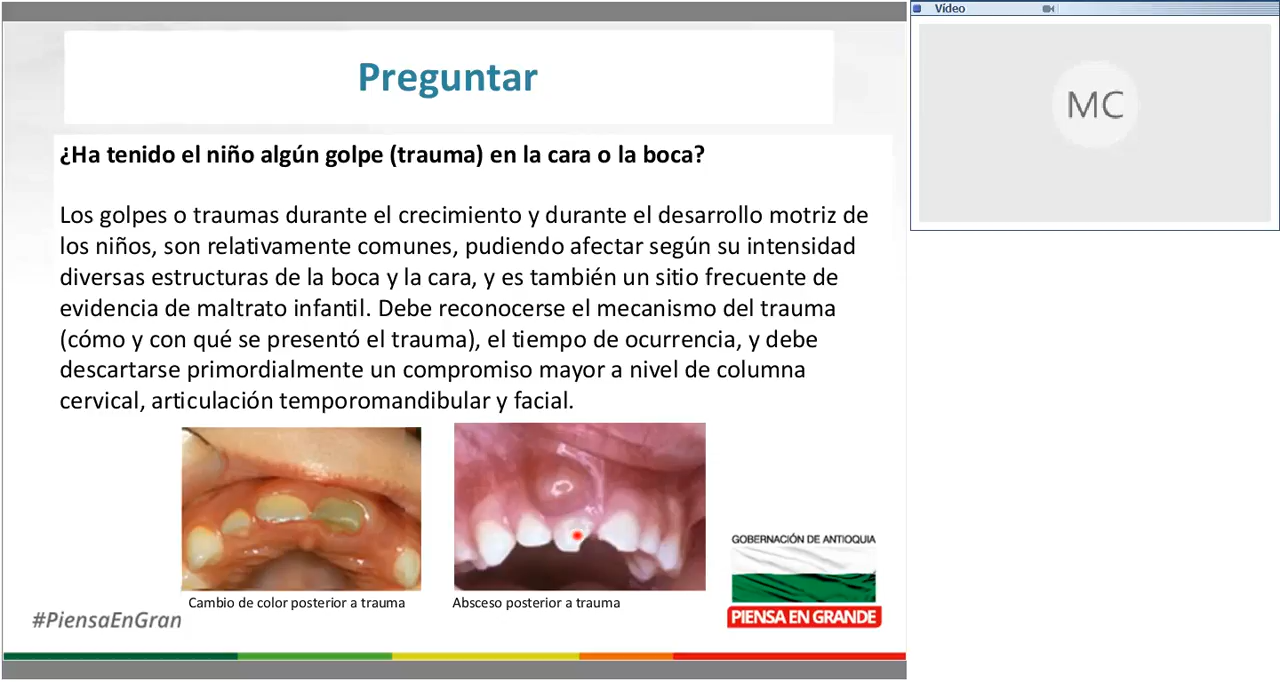 Preguntar
¿Ha tenido el niño algún golpe (trauma) en la cara o la boca?
Los golpes o traumas durante el crecimiento y durante el desarrollo motriz de
los niños, son relativamente comunes, pudiendo afectar según su intensidad
diversas estructuras de la boca y la cara, y es también un sitio frecuente de
evidencia de maltrato infantil. Debe reconocerse el mecanismo del trauma
(cómo y con qué se presentó el trauma), el tiempo de ocurrencia, y debe
descartarse primordialmente un compromiso mayor a nivel de columna
cervical, articulación temporomandibular y facial.
Cambio de color posterior a trauma
Absceso posterior a trauma
#PiensaEnGran
GOBERNACIÓN DE ANTIOQUIA
PIENSA EN GRANDE
Vídeo
MC